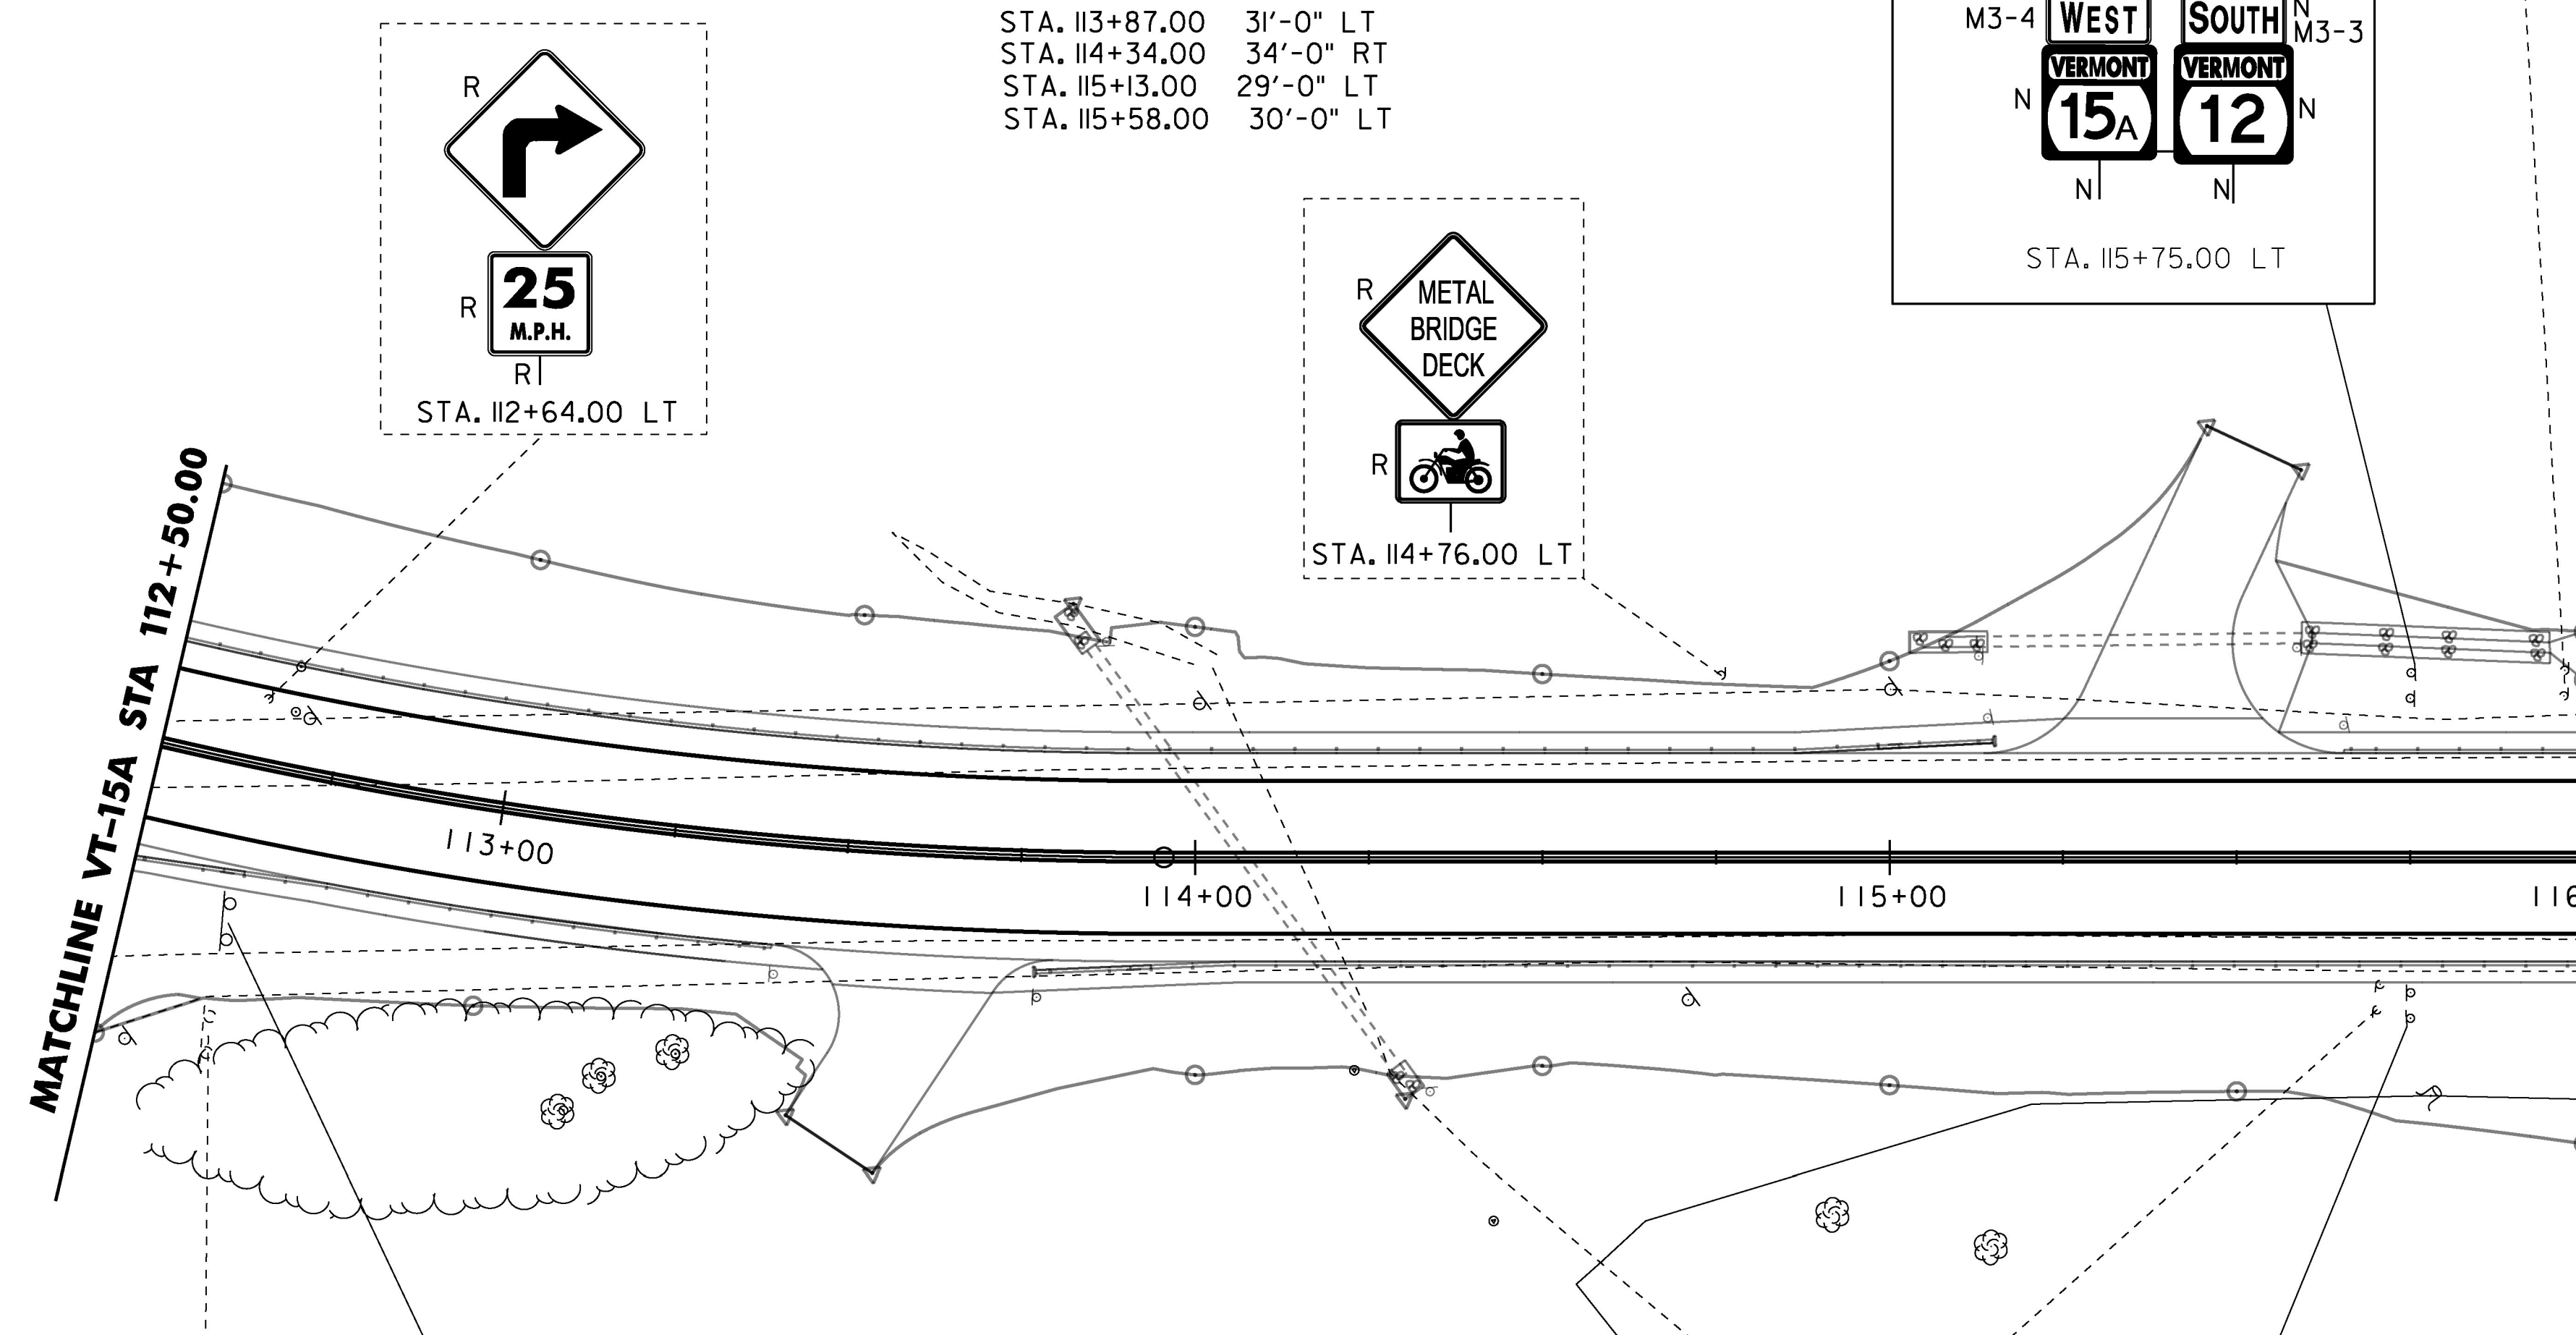 STA. 113+87.00 31'-0" LT
STA. 114+34.00 34'-0" RT
STA. 115+13.00 29'-0" LT
STA. 115+58.00 30'-0" LT
M3-4
WEST
SOUTH
N
M3-3
VERMONT
15A
VERMONT
12
N
N
N
N
STA. 115+75.00 LT
R
25
M.P.H.
R
R
STA. 112+64.00 LT
R
METAL
BRIDGE
DECK
R
STA. 114+76.00 LT
MATCHLINE VT-15A STA 112+50.00
113+00
114+00
115+00
116